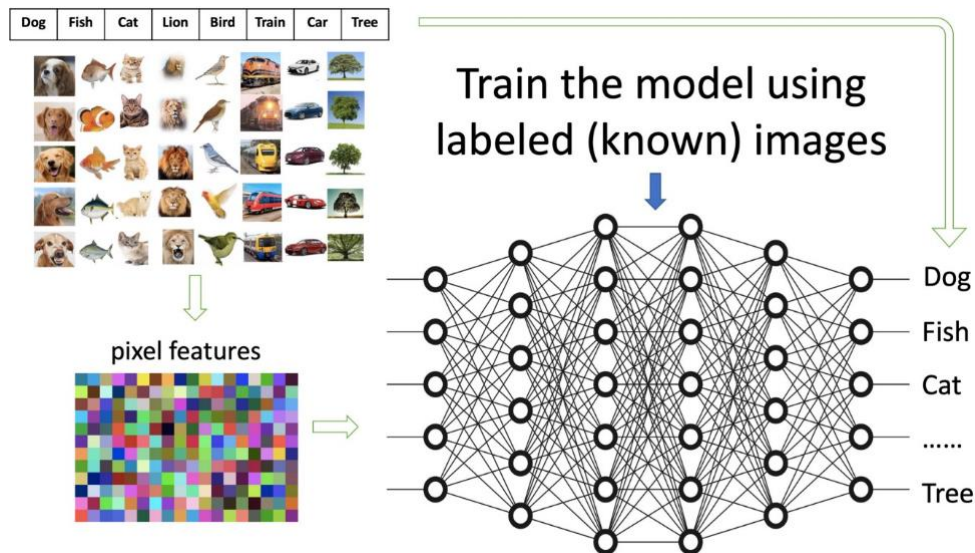 Dog Fish Cat Lion Bird Train Car Tree
Train the model using
labeled (known) images
pixel features
Dog
Fish
Cat
......
Tree